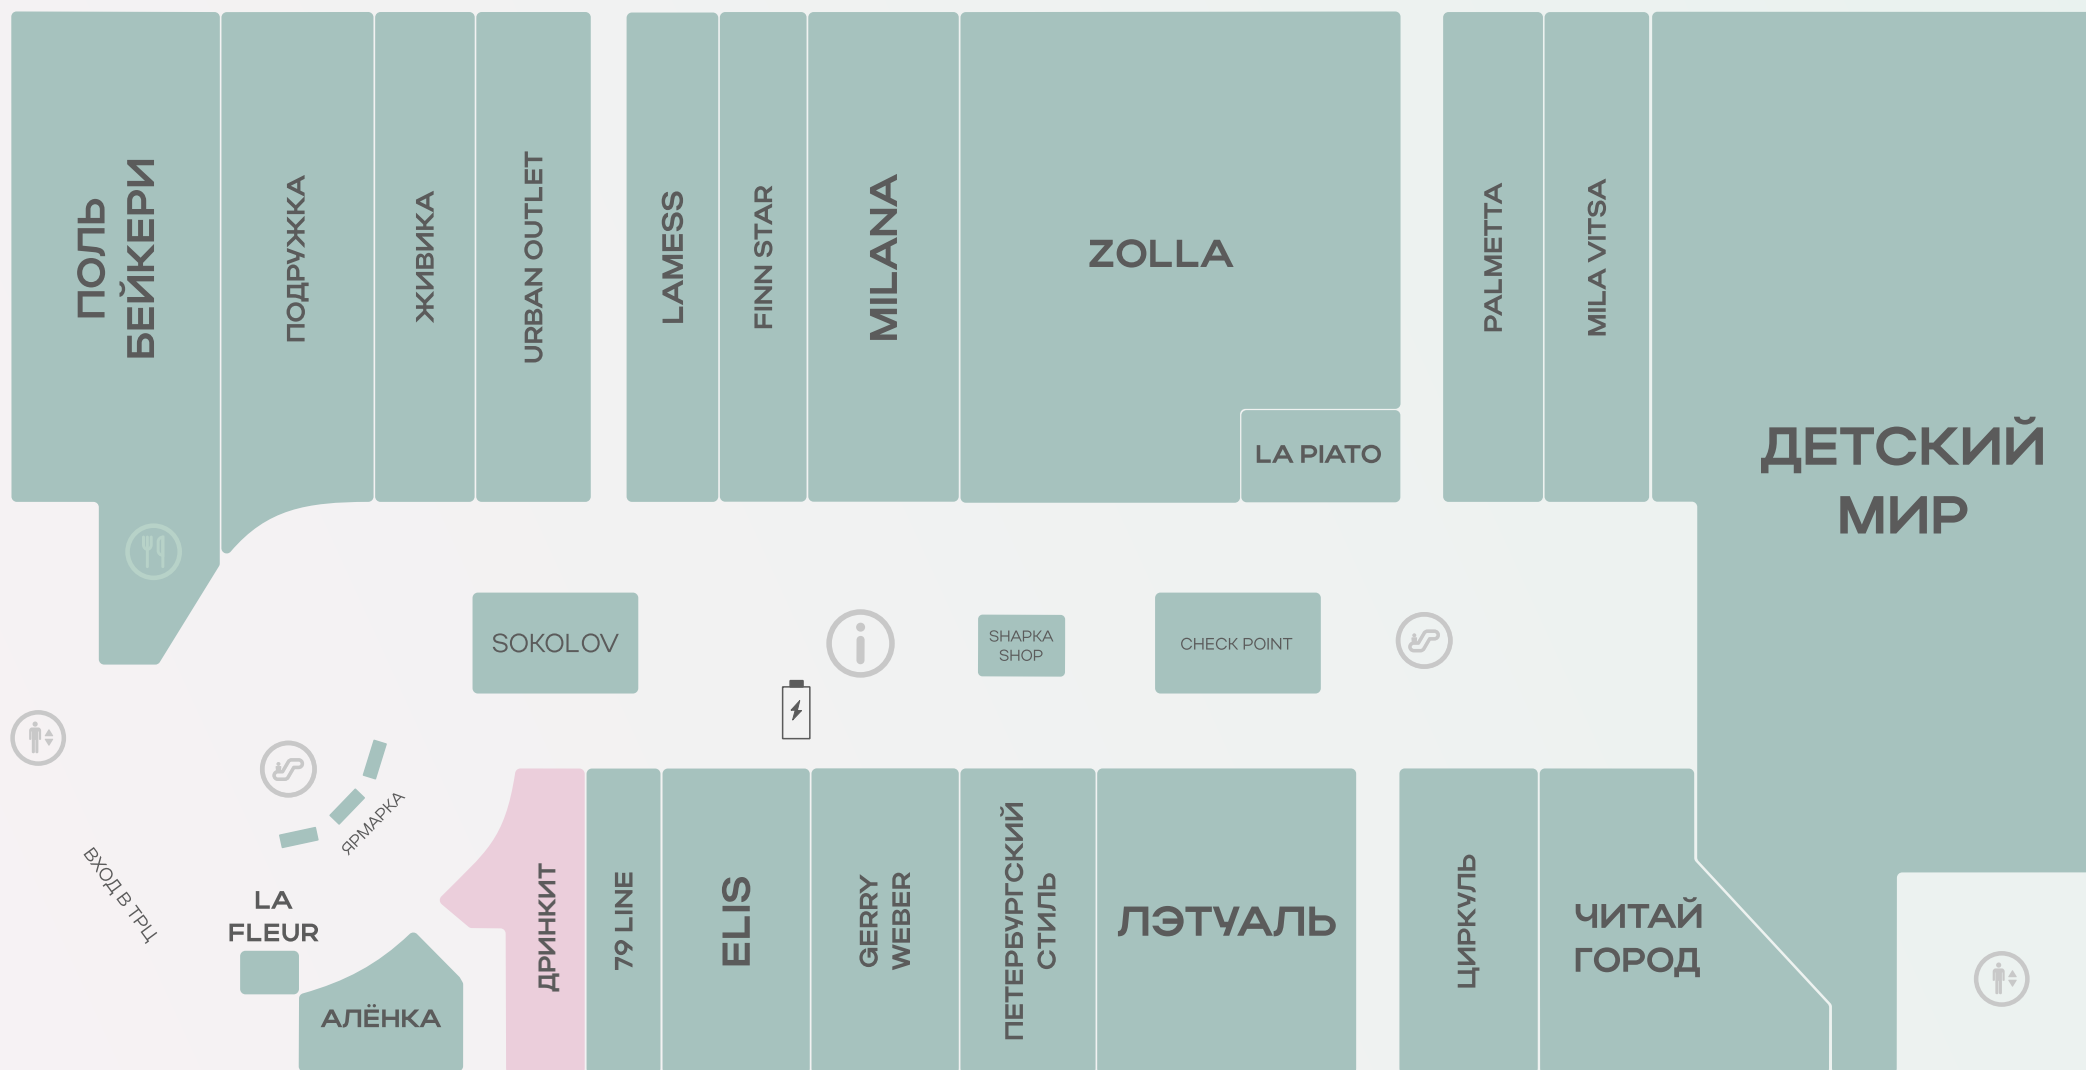 ПОЛЬ
БЕЙКЕРИ
ПОДРУЖКА
ЖИВИКА
URBAN OUTLET
LAMESS
FINN STAR
MILANA
ZOLLA
LA PIATO
PALMETTA
MILA VITSA
ДЕТСКИЙ
МИР
SOKOLOV
SHAPKA
SHOP
CHECK POINT
ЯРМАРКА
ВХОД В ТРЦ
LA
FLEUR
АЛЁНКА
ДРИНКИТ
79 LINE
ELIS
GERRY
WEBER
ПЕТЕРБУРГСКИЙ
СТИЛЬ
ЛЭТУАЛЬ
ЦИРКУЛЬ
ЧИТАЙ
ГОРОД